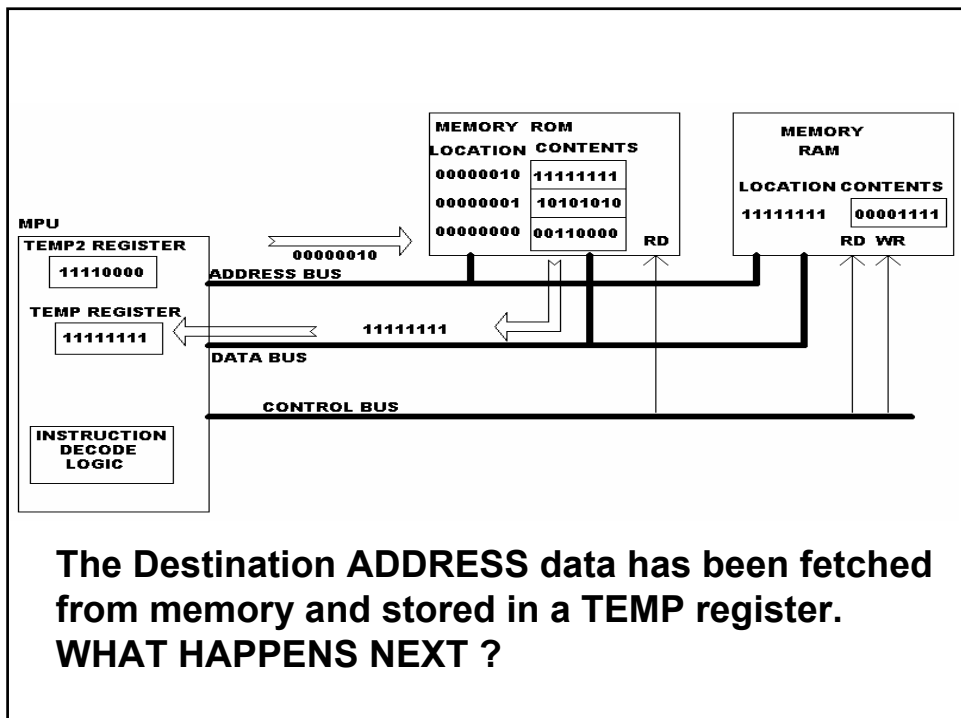 MEMORY ROM
LOCATION CONTENTS
00000010 11111111
00000001 10101010
00000000 00110000
RD
MEMORY
RAM
LOCATION CONTENTS
11111111 00001111
RD WR
MPU
TEMP2 REGISTER
11110000
00000010
ADDRESS BUS
TEMP REGISTER
11111111
11111111
DATA BUS
CONTROL BUS
INSTRUCTION
DECODE
LOGIC
The Destination ADDRESS data has been fetched
from memory and stored in a TEMP register.
WHAT HAPPENS NEXT ?